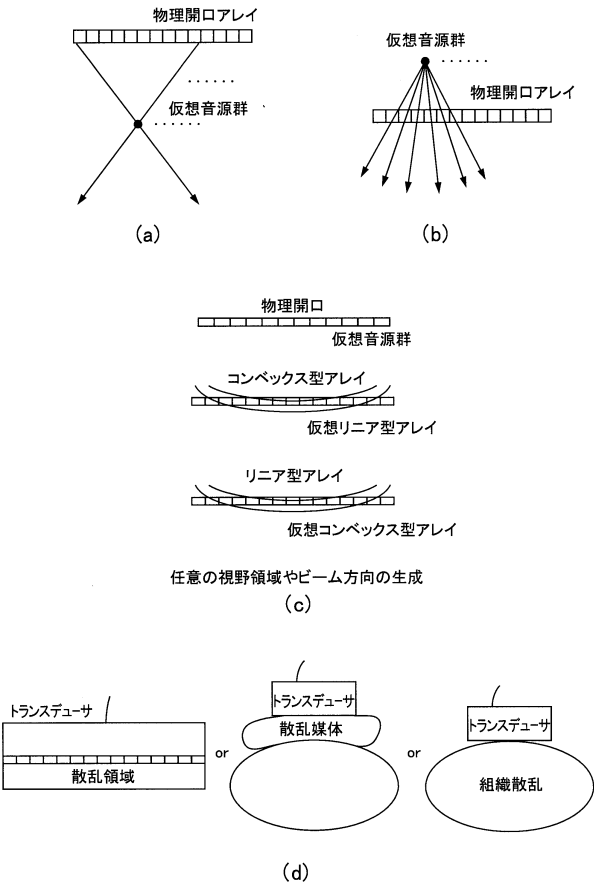 物理開口アレイ
仮想音源群
(a)
仮想音源群
物理開口アレイ
(b)
物理開口
仮想音源群
コンベックス型アレイ
仮想リニア型アレイ
リニア型アレイ
仮想コンベックス型アレイ
任意の視野領域やビーム方向の生成
(c)
トランスデューサ
散乱領域
or
トランスデューサ
散乱媒体
or
トランスデューサ
組織散乱
(d)